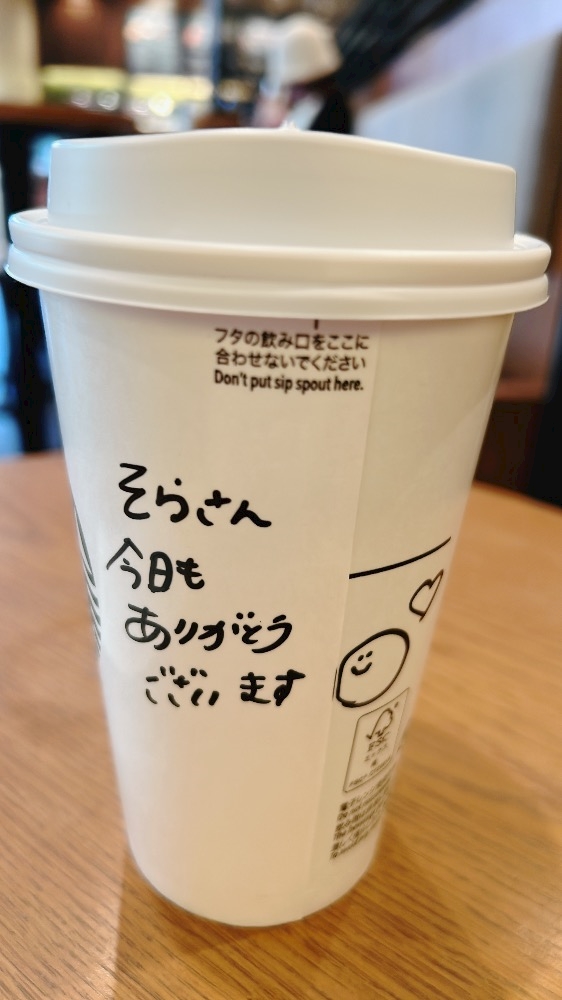 フタの飲み口をここに
合わせないでください
Don't put sip spout here.
そらさん
今日も
ありがとう
ございます
FSC